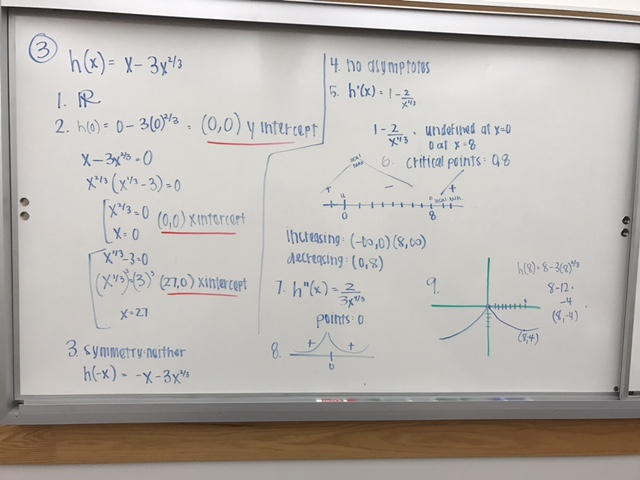 3
h(x) = x - 3x^2/3
1. ℝ
2. h(0) = 0 - 3(0)^2/3 = (0,0) y intercept
x - 3x^2/3 = 0
x^2/3 (x^1/3 - 3) = 0
x^2/3 = 0 (0,0) x intercept
x = 0
x^1/3 - 3 = 0
(x^1/3)^3 = (3)^3 (27,0) x intercept
x = 27
3. symmetry: neither
h(-x) = -x - 3x^2/3
4. no asymptotes
5. h'(x) = 1 - 2/x^1/3
1 - 2/x^1/3 · undefined at x=0
0 at x=8
6. critical points: 0,8
local max
+ u - +
0 8 local min
increasing: (-∞,0) (8,∞)
decreasing: (0,8)
7. h''(x) = 2/3x^4/3
points: 0
8. + +
0
9.
h(8) = 8 - 3(8)^2/3
8-12
-4
(8,-4)
(8,-4)